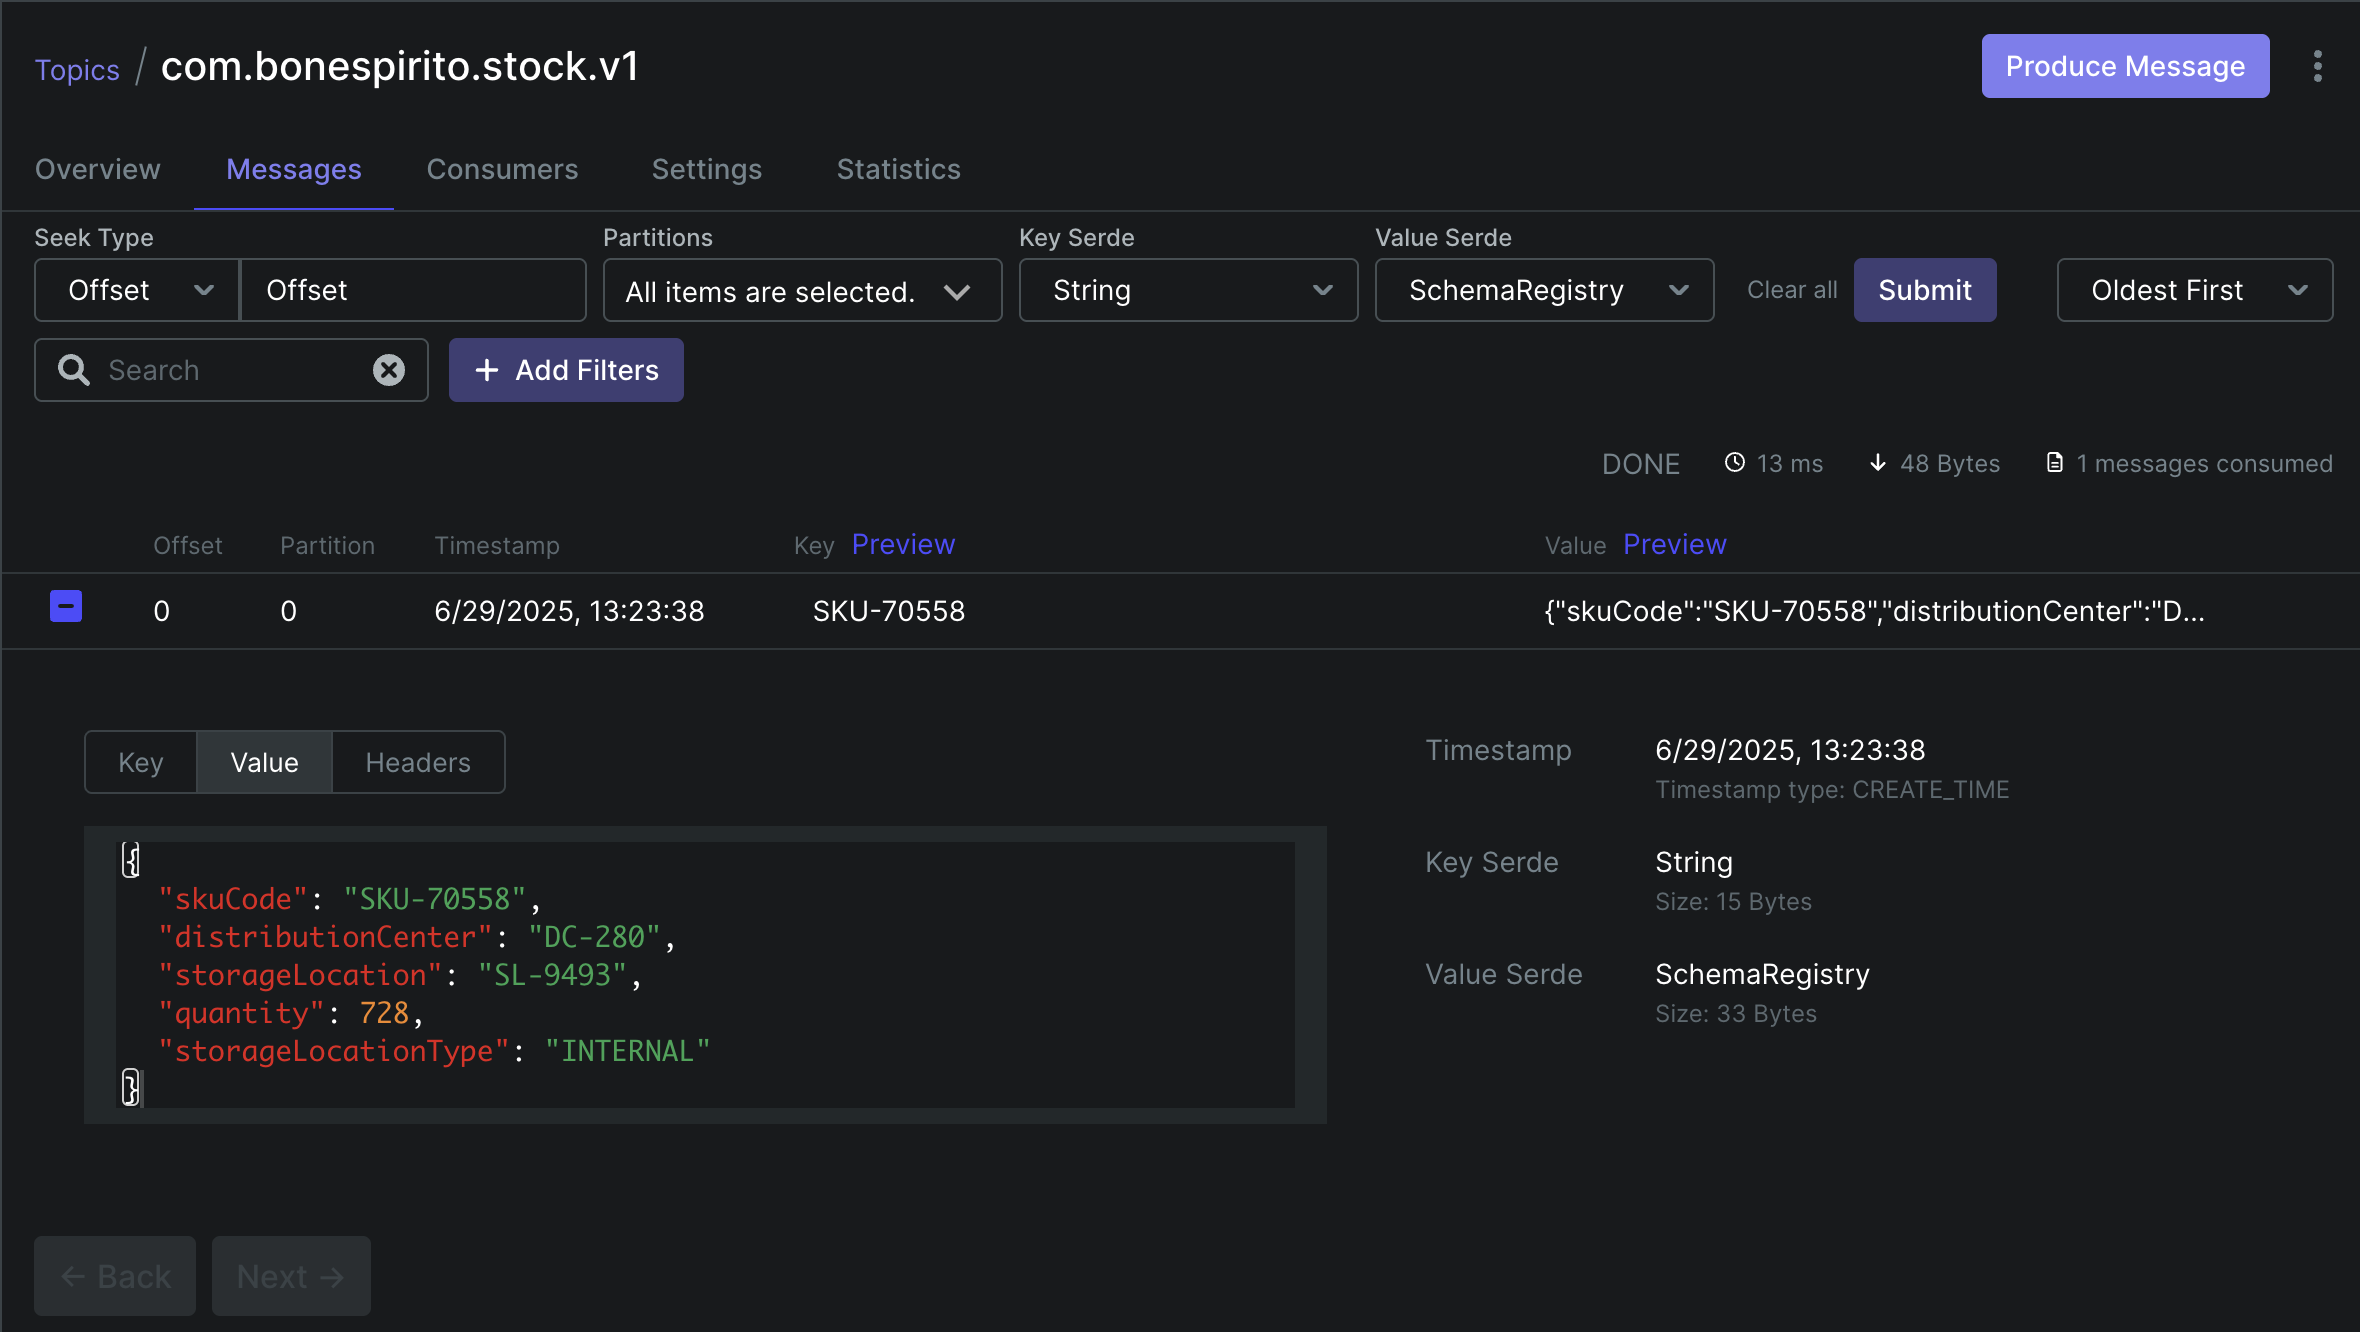 Topics / com.bonespirito.stock.v1
Produce Message
Overview Messages Consumers Settings Statistics
Seek Type Partitions Key Serde Value Serde
Offset Offset All items are selected. String SchemaRegistry Clear all Submit Oldest First
Search + Add Filters
DONE 13 ms 48 Bytes 1 messages consumed
Offset Partition Timestamp Key Preview Value Preview
0 0 6/29/2025, 13:23:38 SKU-70558 {"skuCode":"SKU-70558","distributionCenter":"D...
Key Value Headers
{
"skuCode": "SKU-70558",
"distributionCenter": "DC-280",
"storageLocation": "SL-9493",
"quantity": 728,
"storageLocationType": "INTERNAL"
}
Timestamp 6/29/2025, 13:23:38
Timestamp type: CREATE_TIME
Key Serde String
Size: 15 Bytes
Value Serde SchemaRegistry
Size: 33 Bytes
← Back Next →